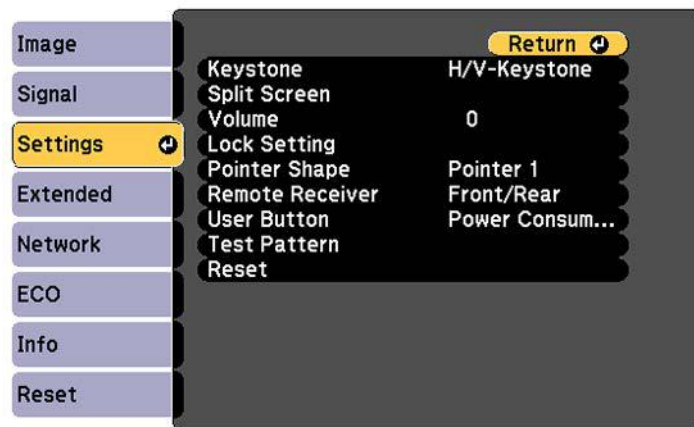 Image
Signal
Settings
Extended
Network
ECO
Info
Reset
Return
Keystone H/V-Keystone
Split Screen
Volume 0
Lock Setting
Pointer Shape Pointer 1
Remote Receiver Front/Rear
User Button Power Consum...
Test Pattern
Reset